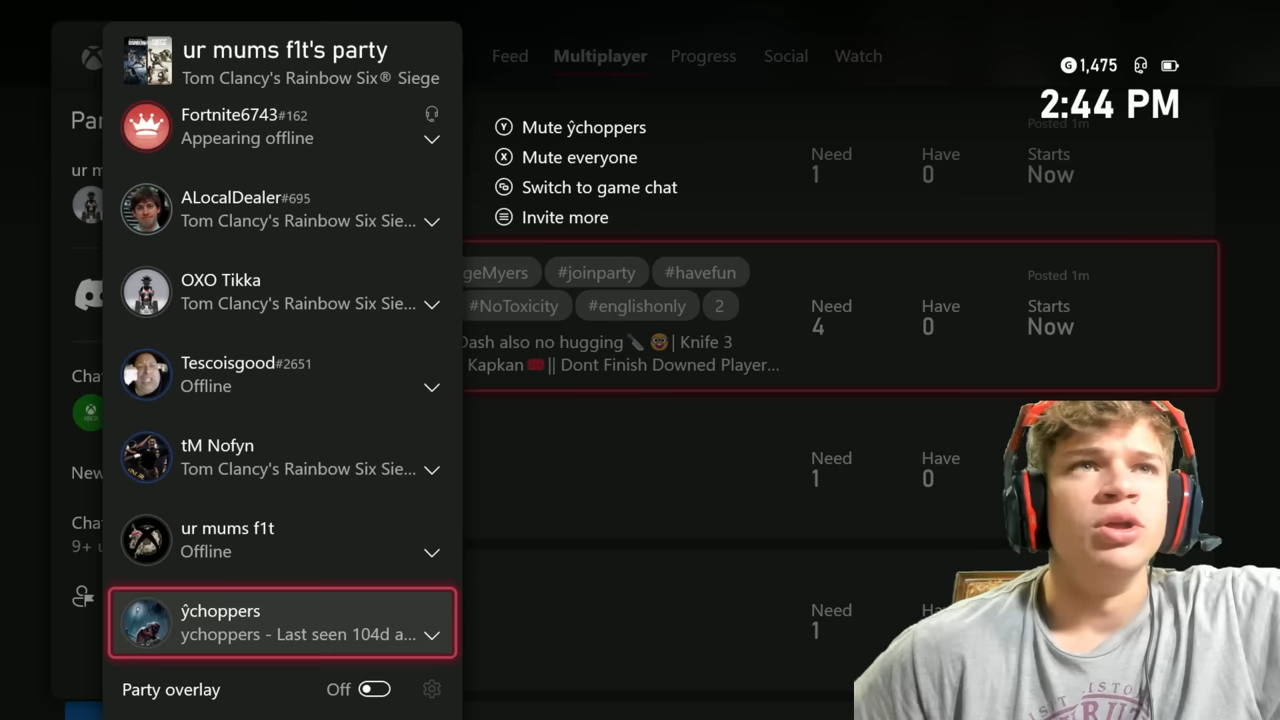 ur mums f1t's party
Tom Clancy's Rainbow Six® Siege
Fortnite6743#162
Appearing offline
ALocalDealer#695
Tom Clancy's Rainbow Six Sie...
OXO Tikka
Tom Clancy's Rainbow Six Sie...
Tescoisgood#2651
Offline
tM Nofyn
Tom Clancy's Rainbow Six Sie...
ur mums f1t
Offline
ŷchoppers
ychoppers - Last seen 104d a...
Party overlay
Off
Par
ur m
Cha
New
Cha
9+ u
Feed Multiplayer Progress Social Watch
G 1,475
2:44 PM
Y Mute ŷchoppers
X Mute everyone
Switch to game chat
Invite more
Posted 1m
Need Have Starts
1 0 Now
geMyers #joinparty #havefun
#NoToxicity #englishonly 2
Dash also no hugging 🔪 🤡 | Knife 3
Kapkan 🟥 || Dont Finish Downed Player...
Posted 1m
Need Have Starts
4 0 Now
Need Have
1 0
Need Ha
1